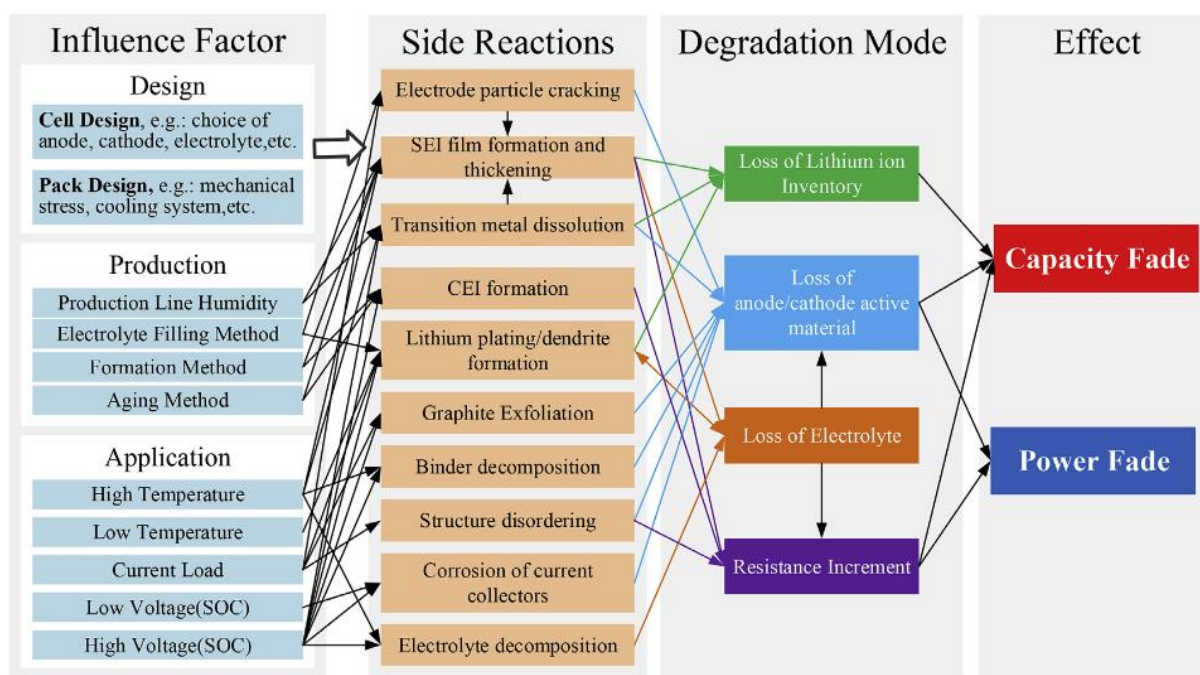 Influence Factor
Design
Cell Design, e.g.: choice of
anode, cathode, electrolyte,etc.
Pack Design, e.g.: mechanical
stress, cooling system,etc.
Production
Production Line Humidity
Electrolyte Filling Method
Formation Method
Aging Method
Application
High Temperature
Low Temperature
Current Load
Low Voltage(SOC)
High Voltage(SOC)
Side Reactions
Electrode particle cracking
SEI film formation and
thickening
Transition metal dissolution
CEI formation
Lithium plating/dendrite
formation
Graphite Exfoliation
Binder decomposition
Structure disordering
Corrosion of current
collectors
Electrolyte decomposition
Degradation Mode
Loss of Lithium ion
Inventory
Loss of
anode/cathode active
material
Loss of Electrolyte
Resistance Increment
Effect
Capacity Fade
Power Fade